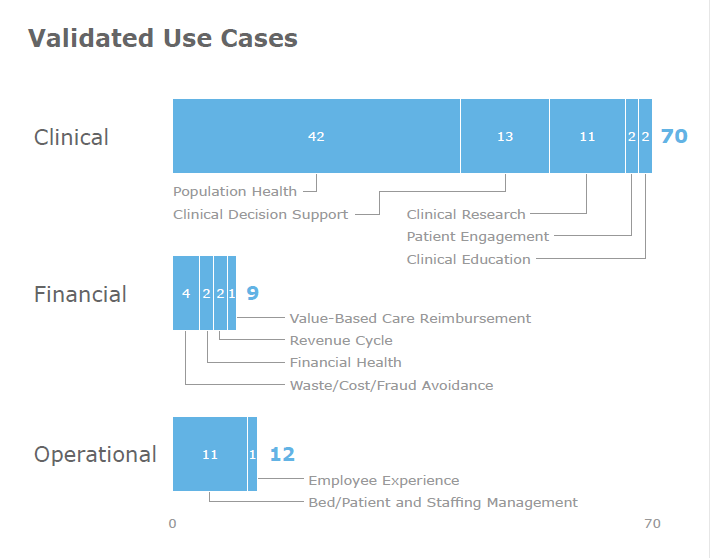 Validated Use Cases
Clinical
42 13 11 2 2 70
Population Health
Clinical Decision Support
Clinical Research
Patient Engagement
Clinical Education
Financial
4 2 2 1 9
Value-Based Care Reimbursement
Revenue Cycle
Financial Health
Waste/Cost/Fraud Avoidance
Operational
11 1 12
Employee Experience
Bed/Patient and Staffing Management
0 70